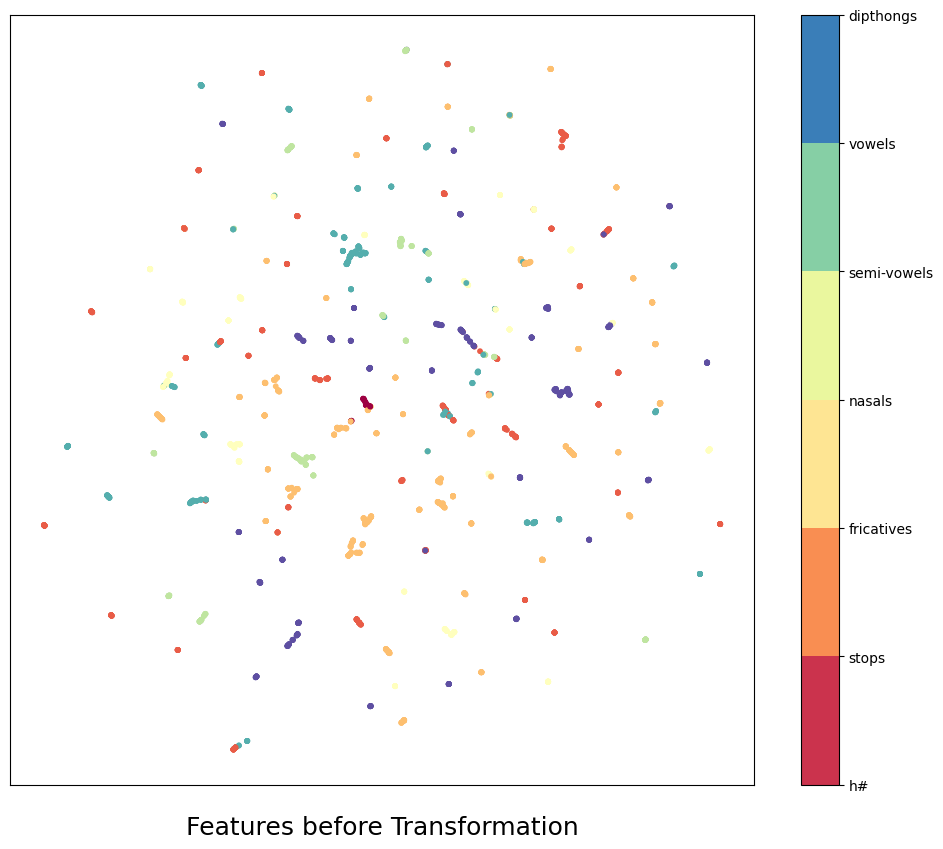 dipthongs
vowels
semi-vowels
nasals
fricatives
stops
h#
Features before Transformation